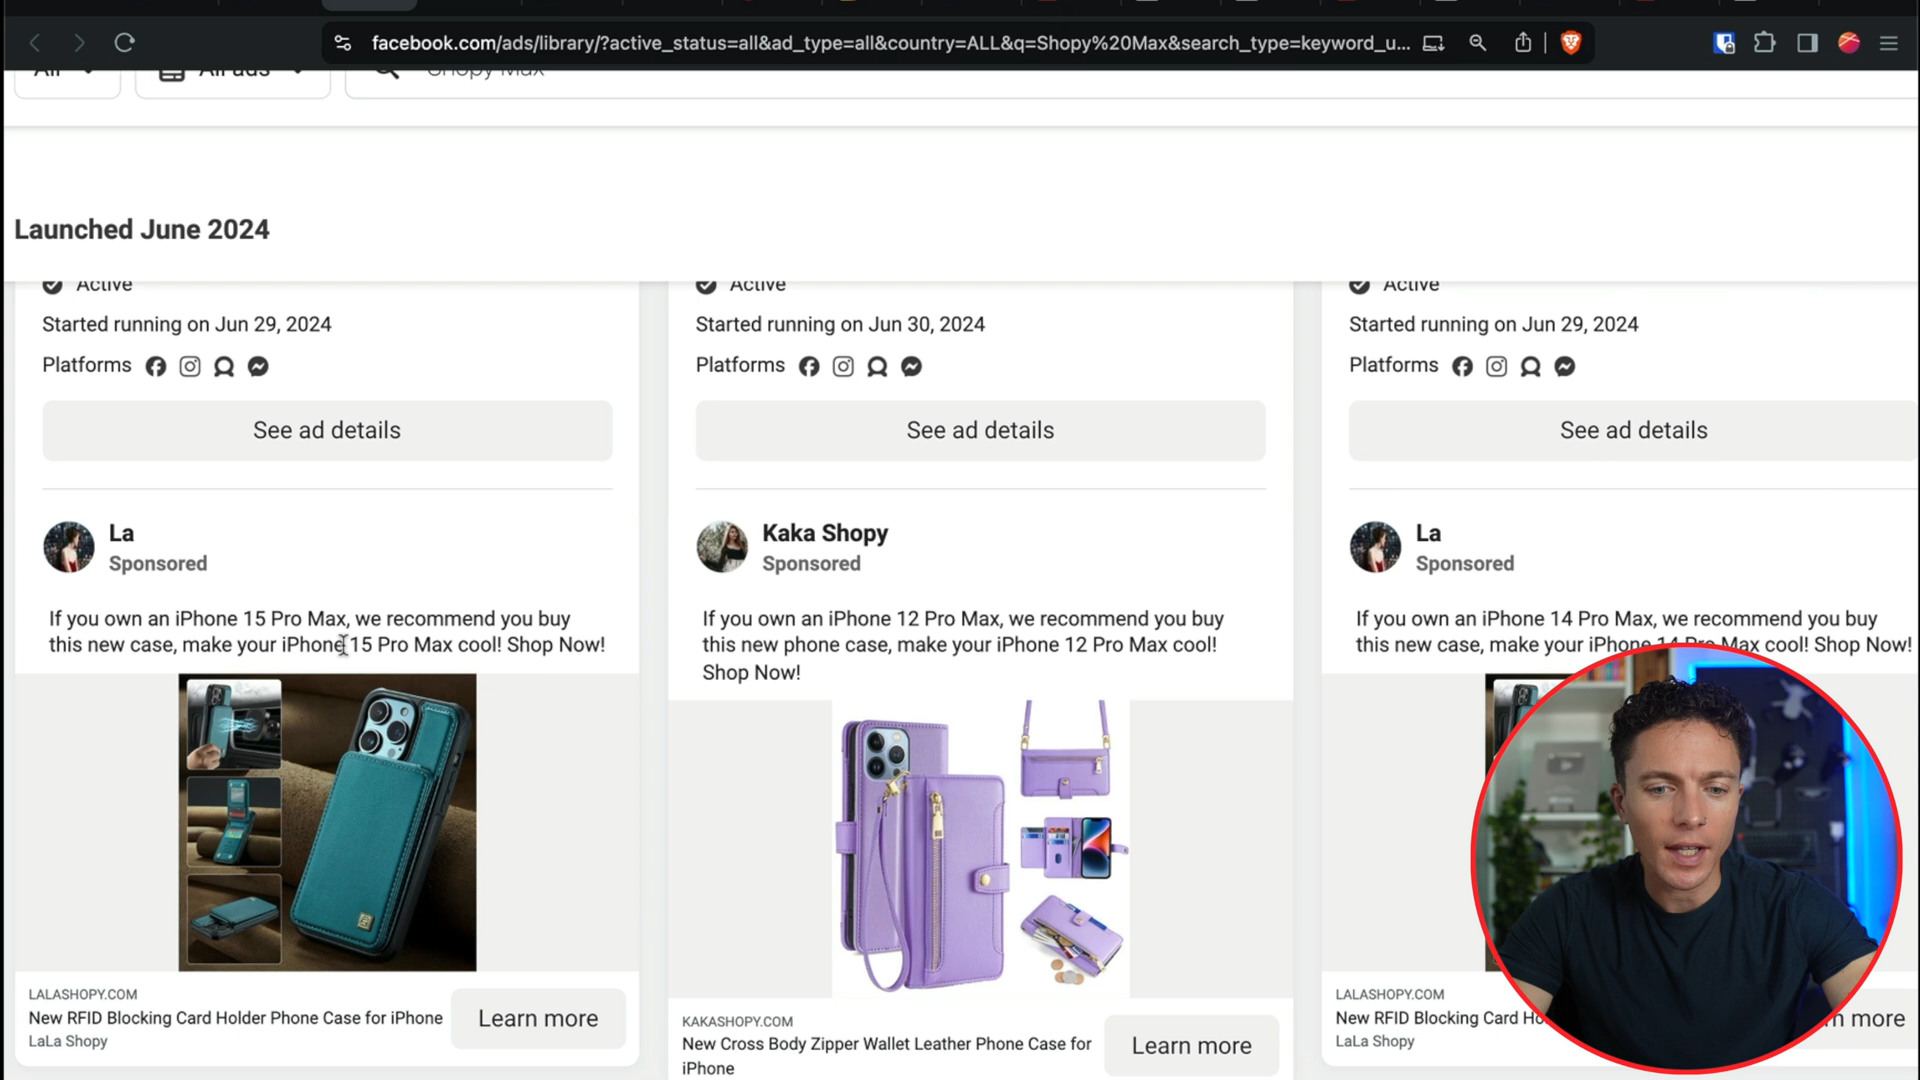 facebook.com/ads/library/?active_status=all&ad_type=all&country=ALL&q=Shopy%20Max&search_type=keyword_u...
All
All ads
Shopy Max
Launched June 2024
Active
Started running on Jun 29, 2024
Platforms
See ad details
La
Sponsored
If you own an iPhone 15 Pro Max, we recommend you buy
this new case, make your iPhone 15 Pro Max cool! Shop Now!
LALASHOPY.COM
New RFID Blocking Card Holder Phone Case for iPhone
LaLa Shopy
Learn more
Active
Started running on Jun 30, 2024
Platforms
See ad details
Kaka Shopy
Sponsored
If you own an iPhone 12 Pro Max, we recommend you buy
this new phone case, make your iPhone 12 Pro Max cool!
Shop Now!
KAKASHOPY.COM
New Cross Body Zipper Wallet Leather Phone Case for
iPhone
Learn more
Active
Started running on Jun 29, 2024
Platforms
See ad details
La
Sponsored
If you own an iPhone 14 Pro Max, we recommend you buy
this new case, make your iPhone 14 Pro Max cool! Shop Now!
LALASHOPY.COM
New RFID Blocking Card
LaLa Shopy
more